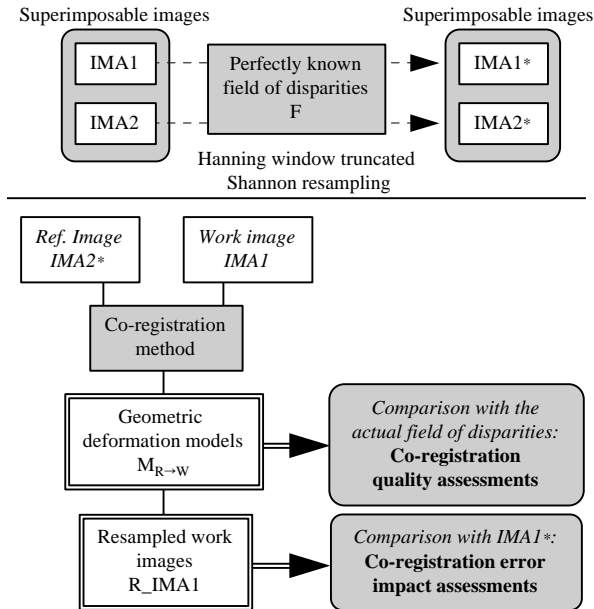 Superimposable images
Superimposable images
IMA1
IMA2
Perfectly known
field of disparities
F
IMA1*
IMA2*
Hanning window truncated
Shannon resampling
Ref. Image
IMA2*
Work image
IMA1
Co-registration
method
Geometric
deformation models
M_R→W
Comparison with the
actual field of disparities:
Co-registration
quality assessments
Resampled work
images
R_IMA1
Comparison with IMA1*:
Co-registration error
impact assessments